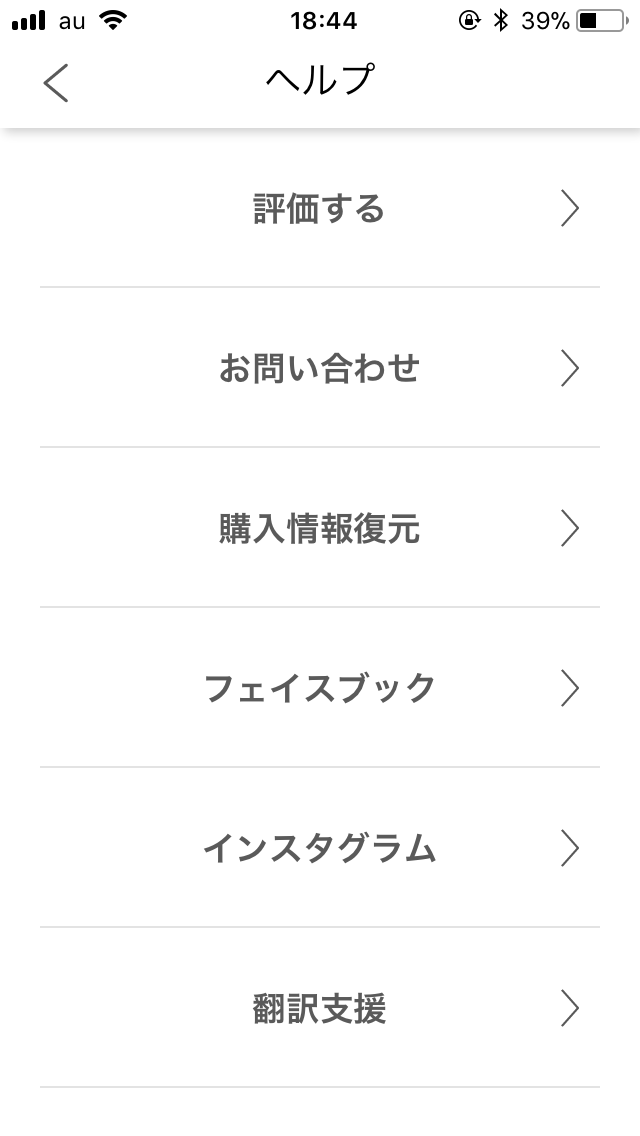 au 18:44 39%
ヘルプ
評価する
お問い合わせ
購入情報復元
フェイスブック
インスタグラム
翻訳支援